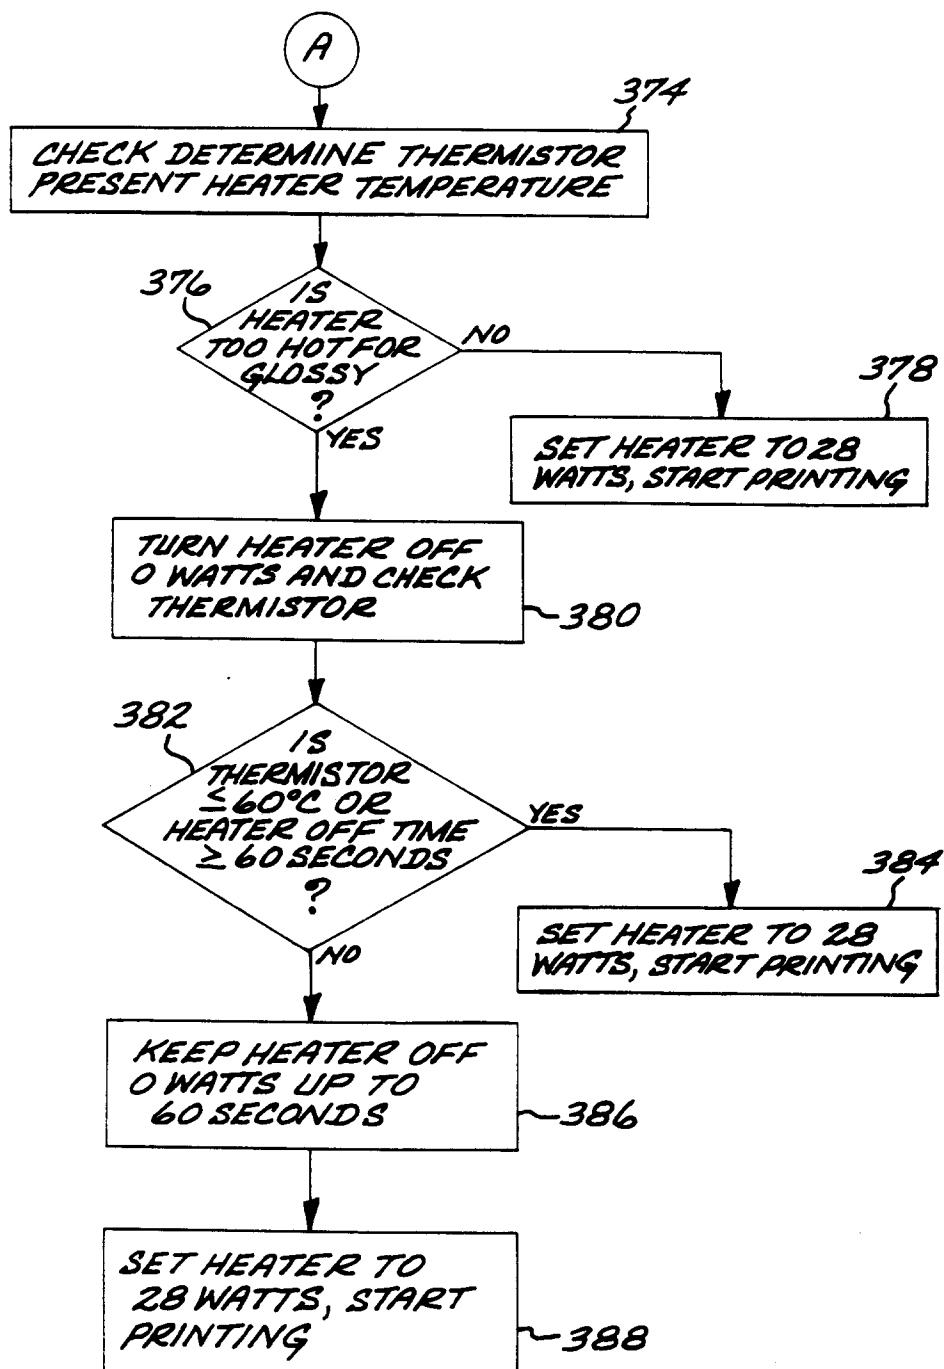 A
374
CHECK DETERMINE THERMISTOR
PRESENT HEATER TEMPERATURE
376
IS
HEATER
TOO HOT FOR
GLOSSY
?
NO
YES
378
SET HEATER TO 28
WATTS, START PRINTING
TURN HEATER OFF
0 WATTS AND CHECK
THERMISTOR
380
382
IS
THERMISTOR
≤60°C OR
HEATER OFF TIME
≥ 60 SECONDS
?
YES
NO
384
SET HEATER TO 28
WATTS, START PRINTING
KEEP HEATER OFF
0 WATTS UP TO
60 SECONDS
386
SET HEATER TO
28 WATTS, START
PRINTING
388